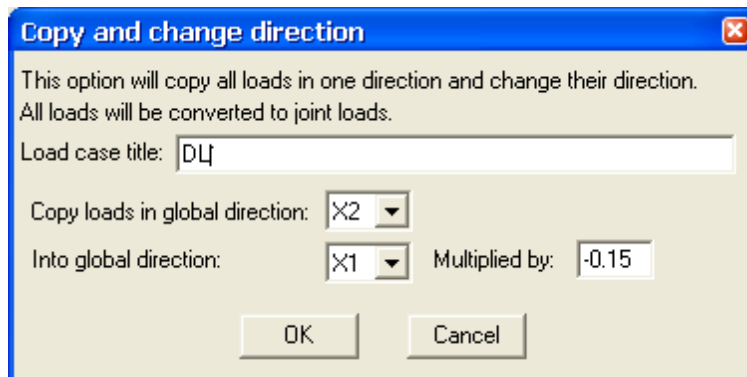 Copy and change direction
This option will copy all loads in one direction and change their direction.
All loads will be converted to joint loads.
Load case title: DL
Copy loads in global direction: X2
Into global direction: X1 Multiplied by: -0.15
OK Cancel